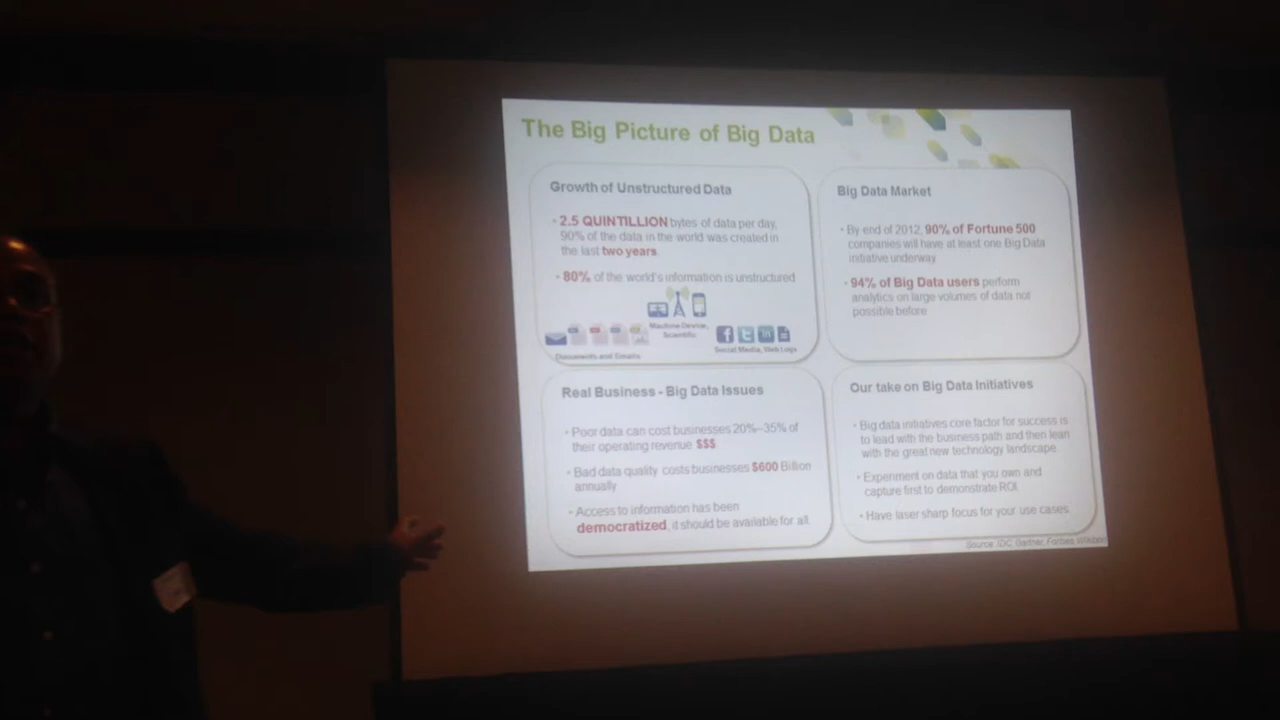 The Big Picture of Big Data
Growth of Unstructured Data
• 2.5 QUINTILLION bytes of data per day,
90% of the data in the world was created in
the last two years
• 80% of the world's information is unstructured
Machine Device,
Scientific
Documents and Emails
Social Media, Web Logs
Big Data Market
• By end of 2012, 90% of Fortune 500
companies will have at least one Big Data
initiative underway
• 94% of Big Data users perform
analytics on large volumes of data not
possible before
Real Business - Big Data Issues
• Poor data can cost businesses 20%–35% of
their operating revenue $$$
• Bad data quality costs businesses $600 Billion
annually
• Access to information has been
democratized, it should be available for all.
Our take on Big Data Initiatives
• Big data initiatives core factor for success is
to lead with the business path and then lean
with the great new technology landscape.
• Experiment on data that you own and
capture first to demonstrate ROI.
• Have laser sharp focus for your use cases.
Source: IDC, Gartner, Forbes, Wikibon